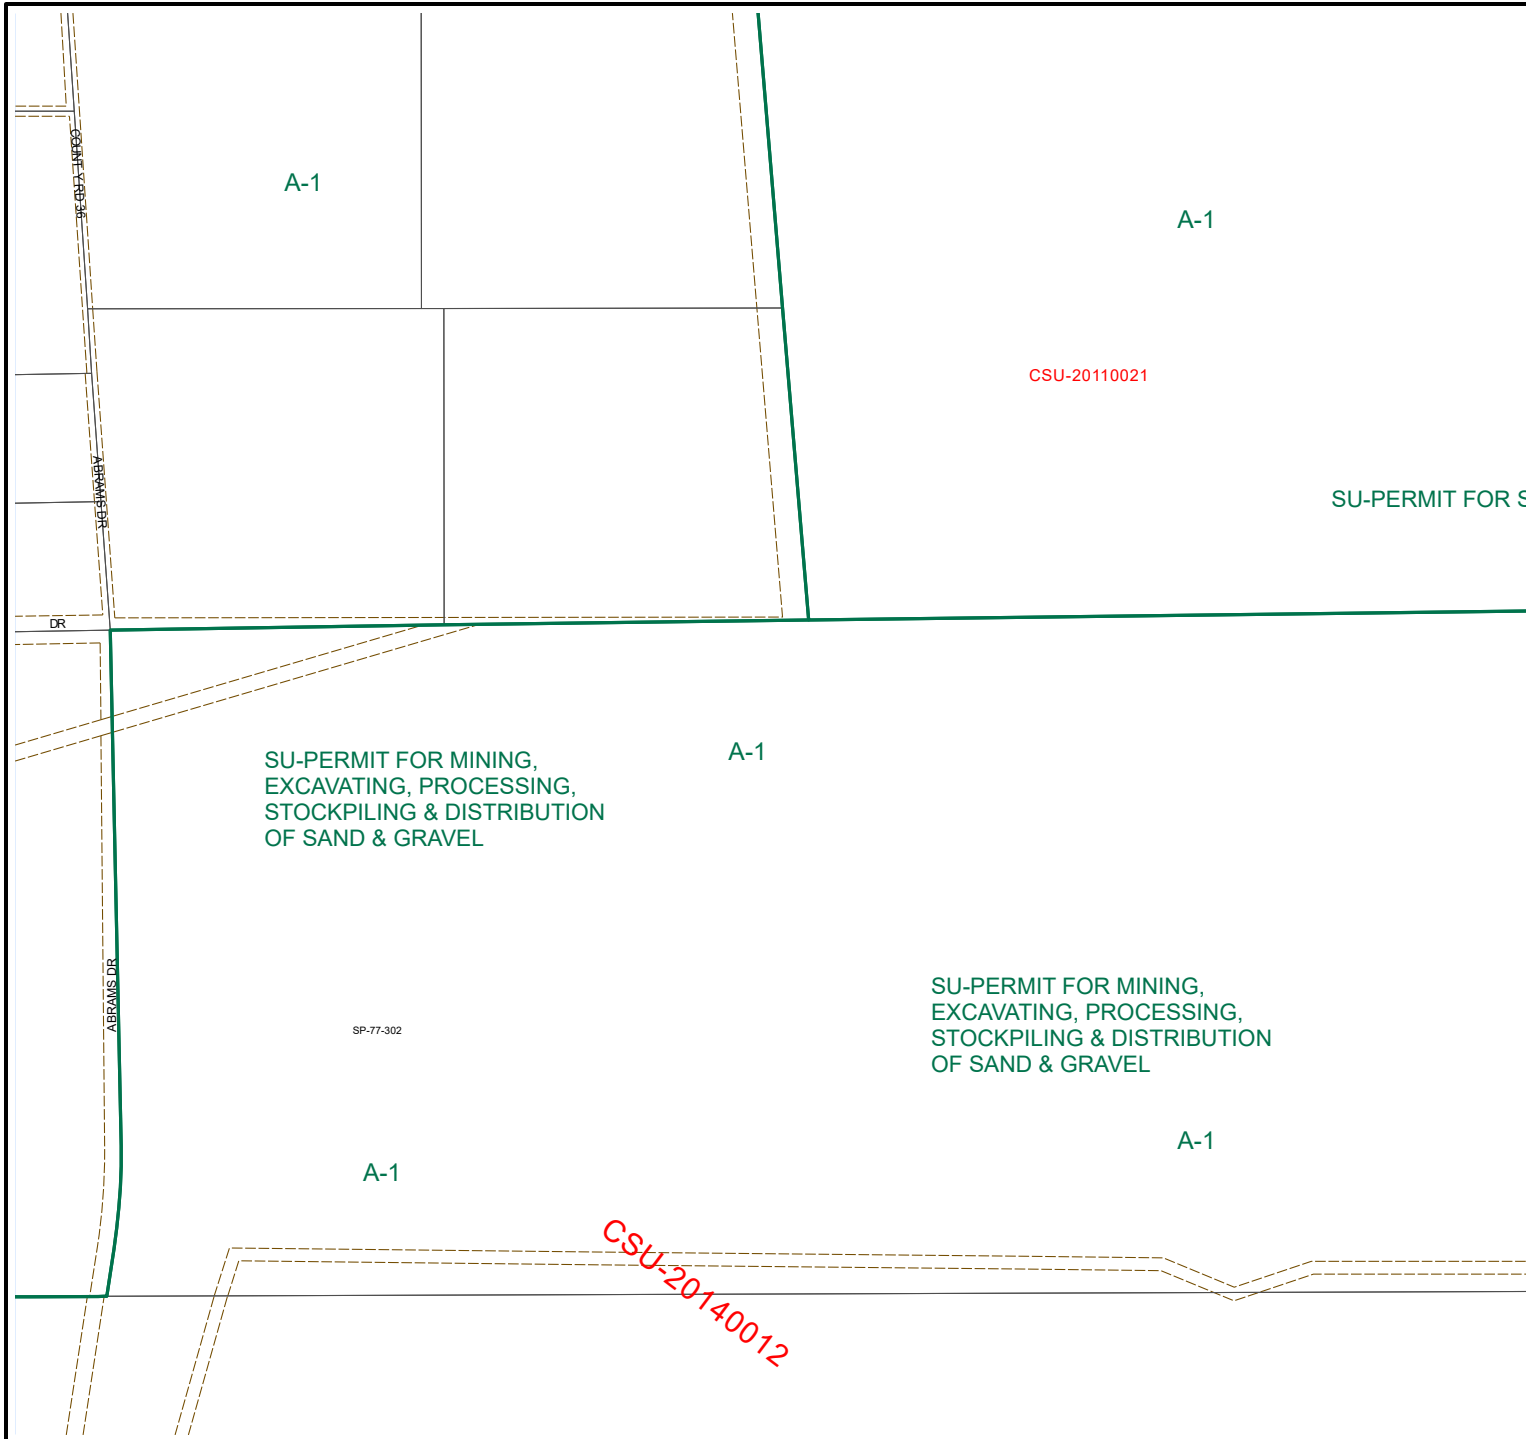 COUNTY RD 36
A-1
A-1
CSU-20110021
ABRAMS DR
SU-PERMIT FOR S
DR
SU-PERMIT FOR MINING,
EXCAVATING, PROCESSING,
STOCKPILING & DISTRIBUTION
OF SAND & GRAVEL
A-1
ABRAMS DR
SP-77-302
SU-PERMIT FOR MINING,
EXCAVATING, PROCESSING,
STOCKPILING & DISTRIBUTION
OF SAND & GRAVEL
A-1
A-1
CSU-20140012